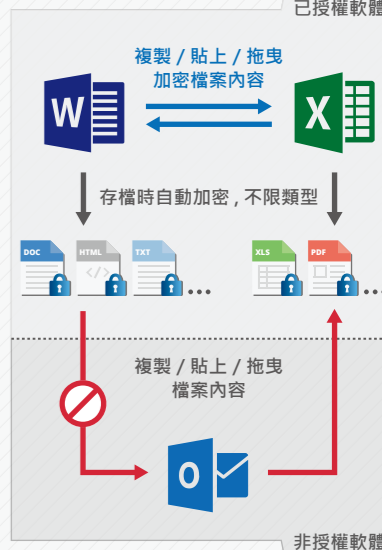 已授權軟體
複製 / 貼上 / 拖曳
加密檔案內容
W
X
存檔時自動加密 , 不限類型
DOC
HTML
</>
TXT
...
XLS
PDF
...
複製 / 貼上 / 拖曳
檔案內容
O
非授權軟體